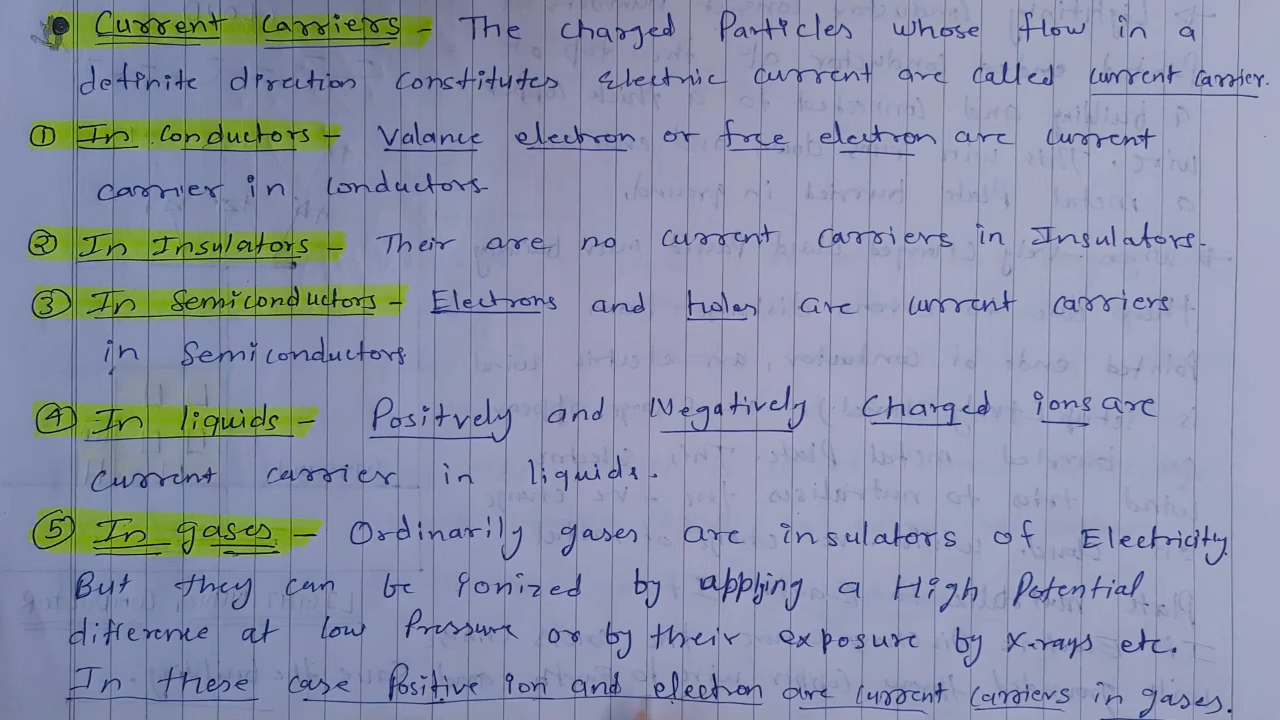 Current Carriers - The charged Particles whose flow in a
definite diraction constitutes Electric current are called current carrier.
① In Conductors - Valance electron or free electron are current
carrier in conductors
② In Insulators - Their are no current carriers in Insulators.
③ In Semiconductors - Electrons and holes are current carriers
in Semiconductors
④ In liquids - Positvely and Negatively Charged ions are
current carrier in liquids.
⑤ In gases - Ordinarily gases are insulators of Electricity
But they can be ionized by applying a High Potential
difference at low Pressure or by their exposure by X-rays etc.
In these case Positive ion and electron are current carriers in gases.